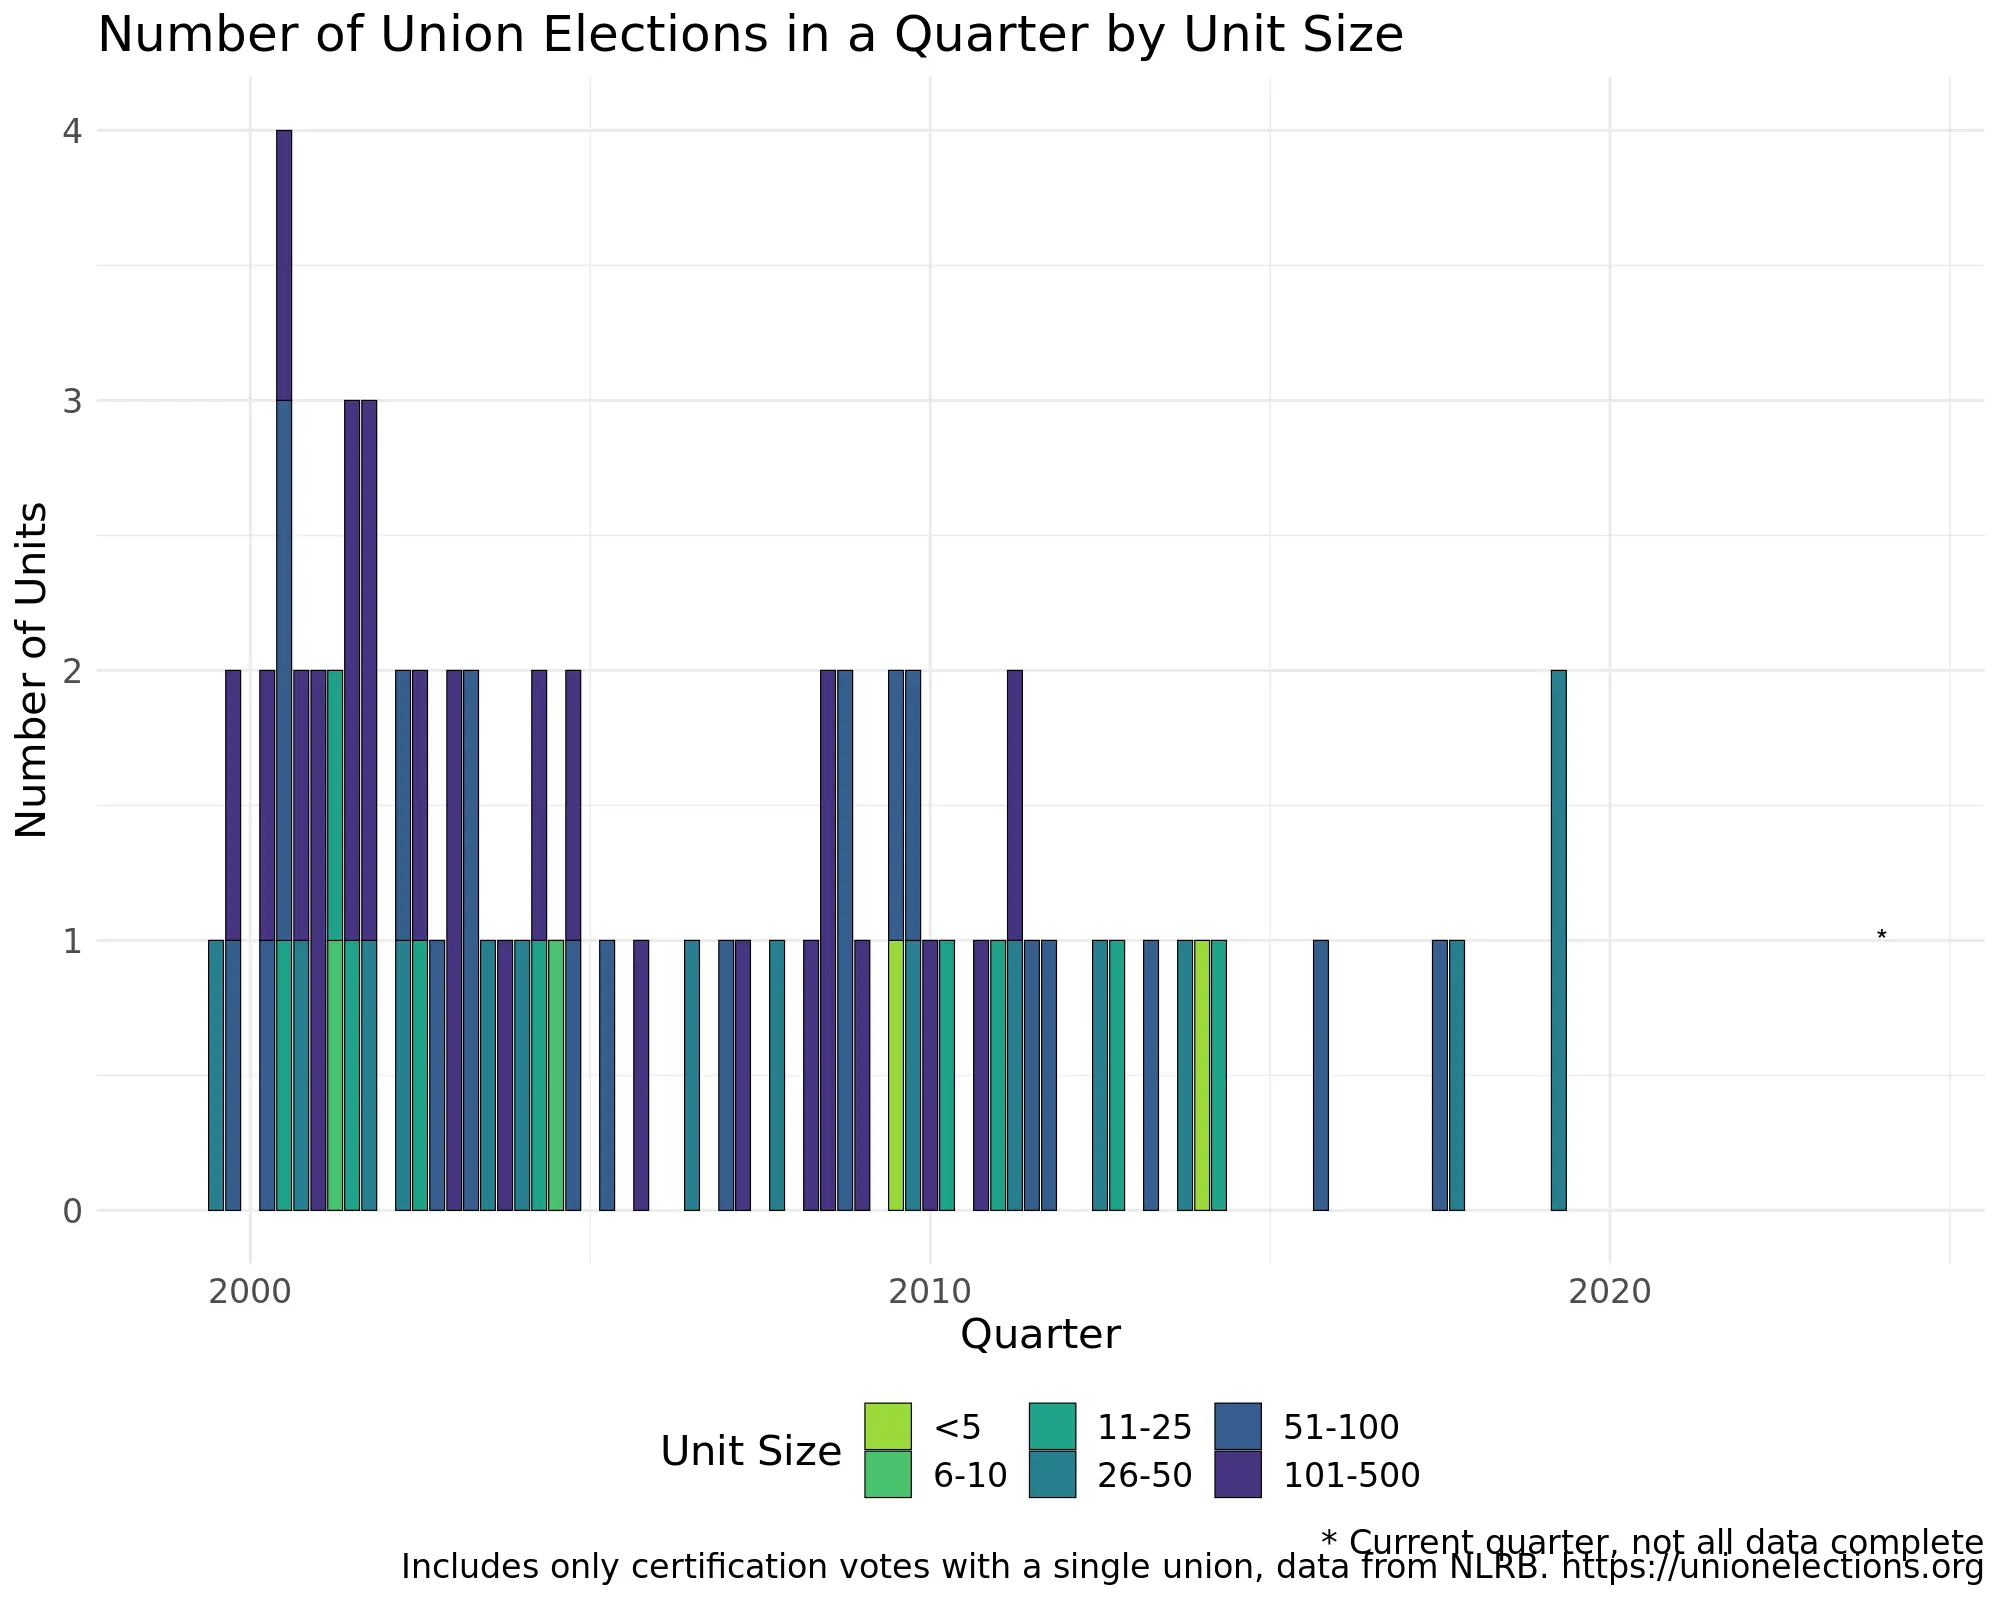 Number of Union Elections in a Quarter by Unit Size
Number of Units
4
3
2
1
0
*
2000 2010 2020
Quarter
Unit Size
<5 11-25 51-100
6-10 26-50 101-500
* Current quarter, not all data complete
Includes only certification votes with a single union, data from NLRB. https://unionelections.org